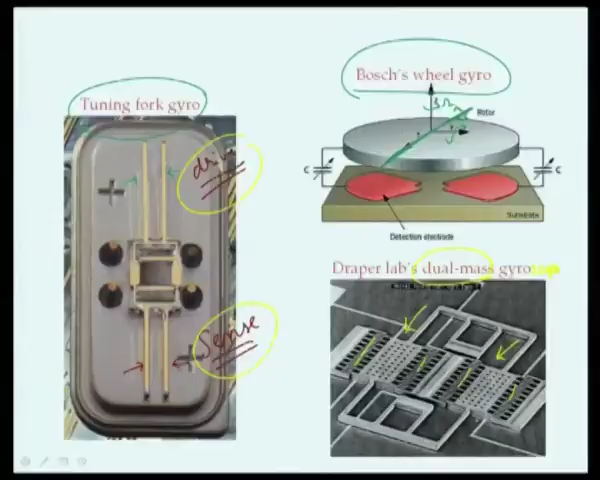 Bosch's wheel gyro
Tuning fork gyro
drive
Rotor
C
C
Substrate
Detection electrode
Draper lab's dual-mass gyro
Sense